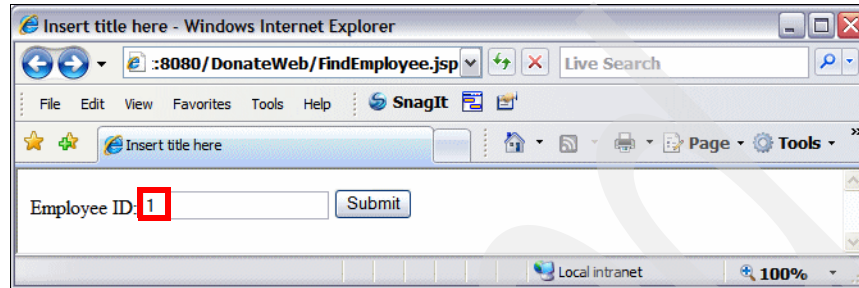 Insert title here - Windows Internet Explorer
:8080/DonateWeb/FindEmployee.jsp Live Search
File Edit View Favorites Tools Help SnagIt
Insert title here Page Tools »
Employee ID: 1 Submit
Local intranet 100%